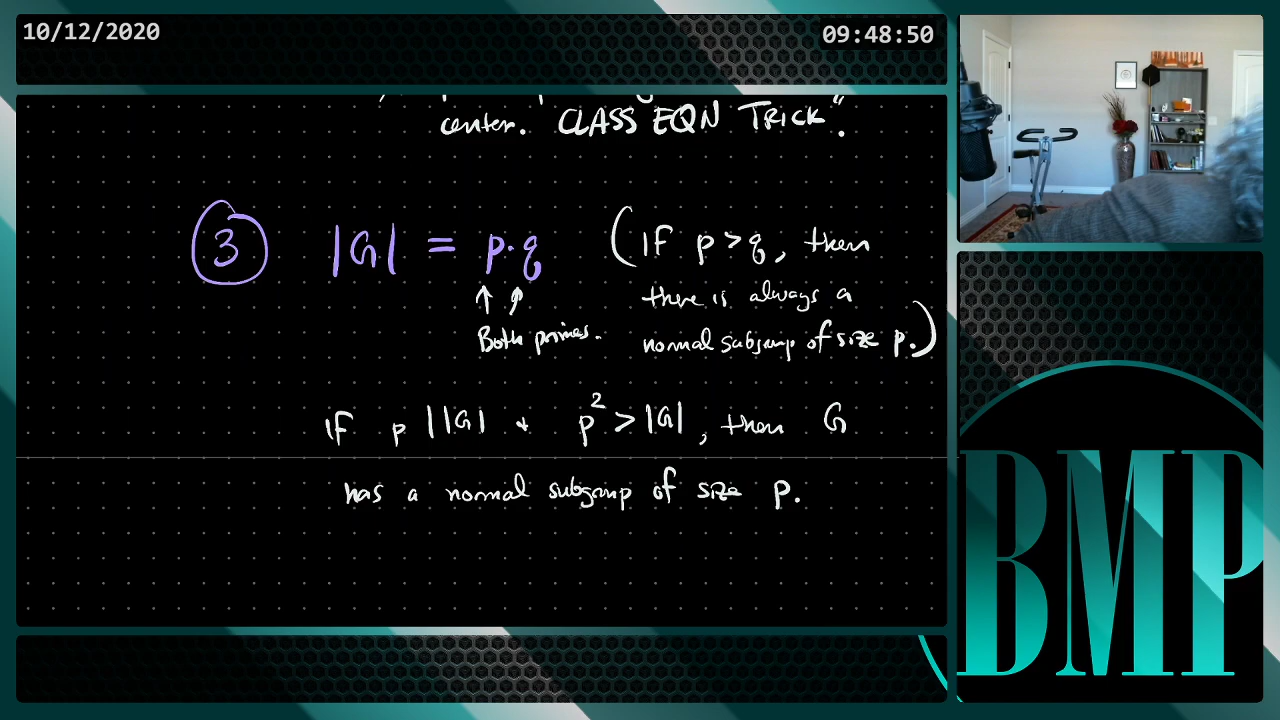 10/12/2020
09:48:50
center. "CLASS EQN TRICK".
3 |G| = p·q (IF p>q, then
there is always a
Both primes. normal subgroup of size p.)
IF p | |G| + p² > |G|, then G
has a normal subgroup of size p.
BMP